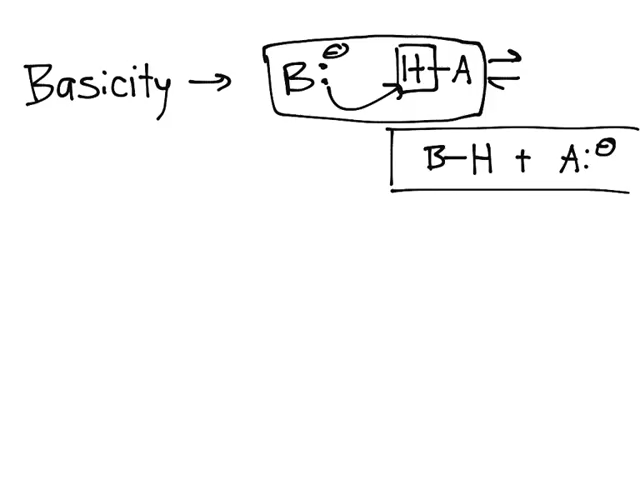 Basicity → B:⊖ H–A ⇌
B–H + A:⊖